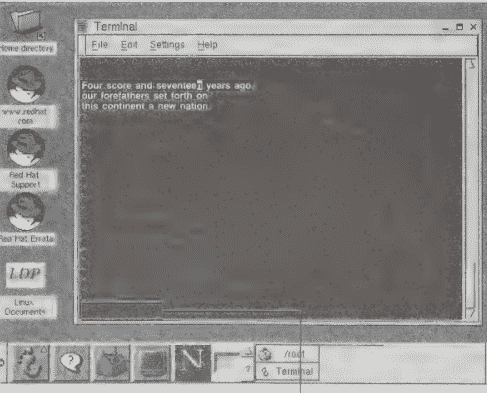 Home directory
www.redhat.com
Red Hat
Support
Red Hat Errata
LDP
Linux
Documents
Terminal
File Edit Settings Help
Four score and seventeen years ago
our forefathers set forth on
this continent a new nation.
?
N
?
/root
Terminal